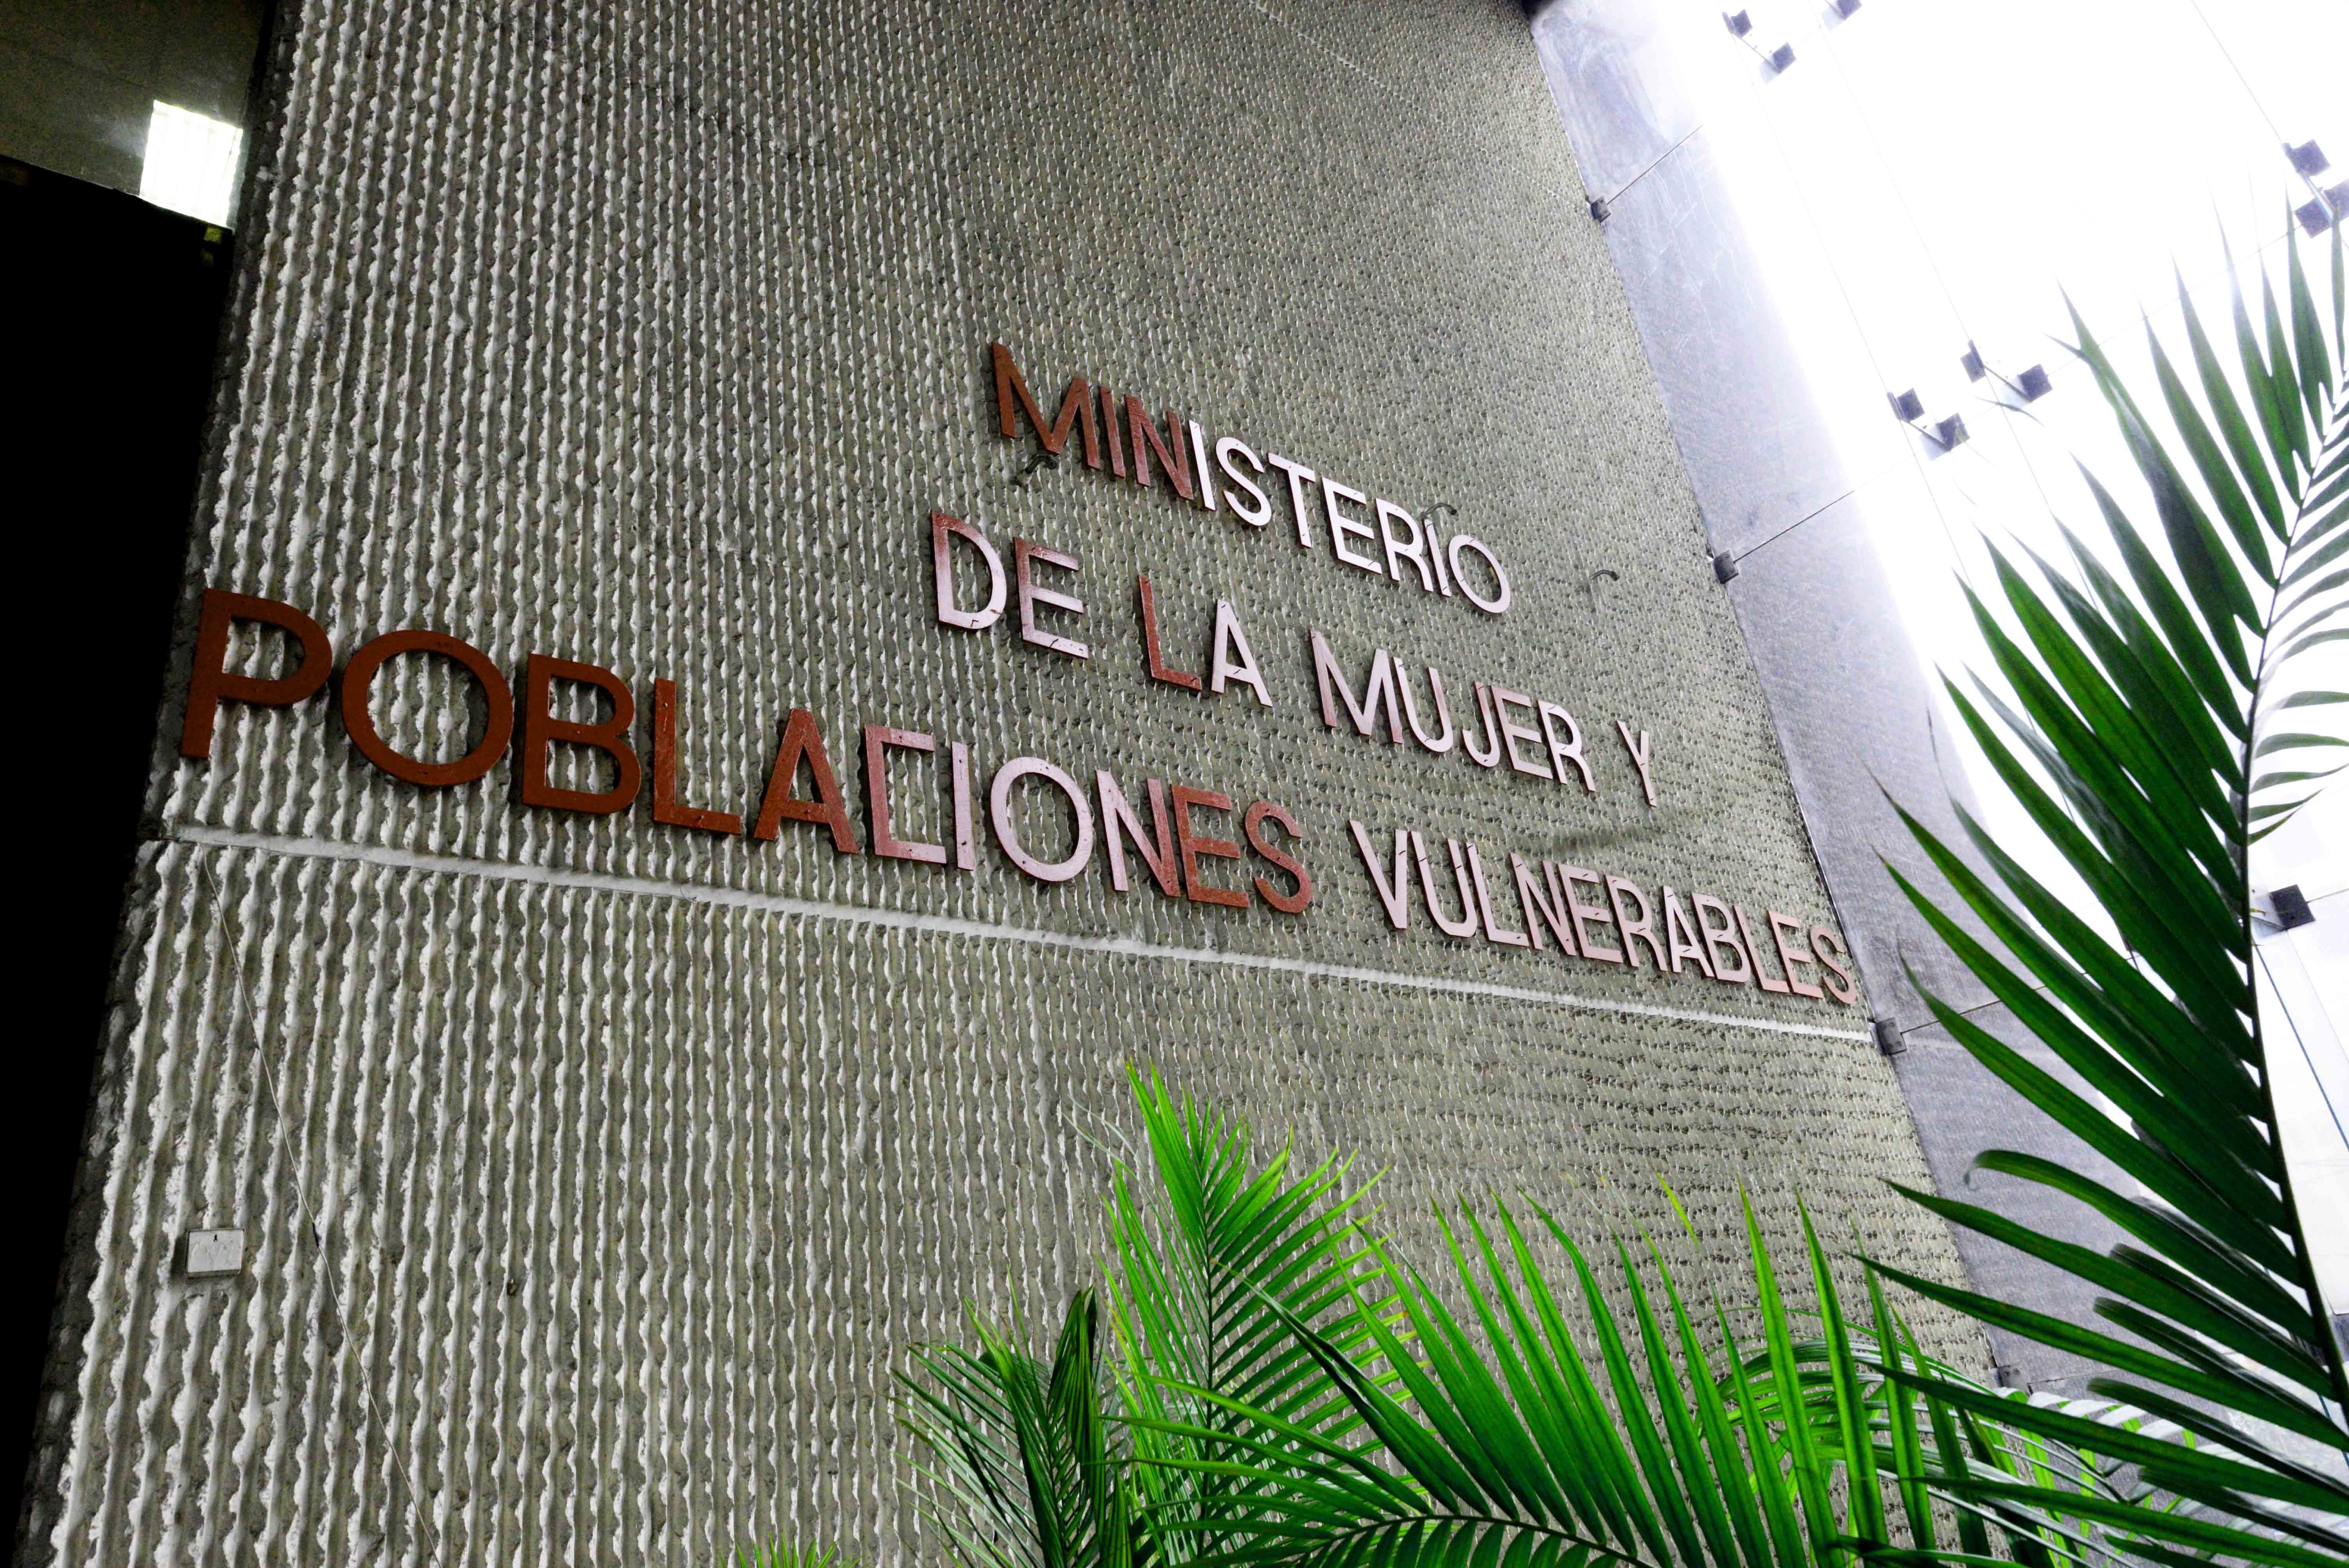 MINISTERIO
DE LA MUJER Y
POBLACIONES VULNERABLES